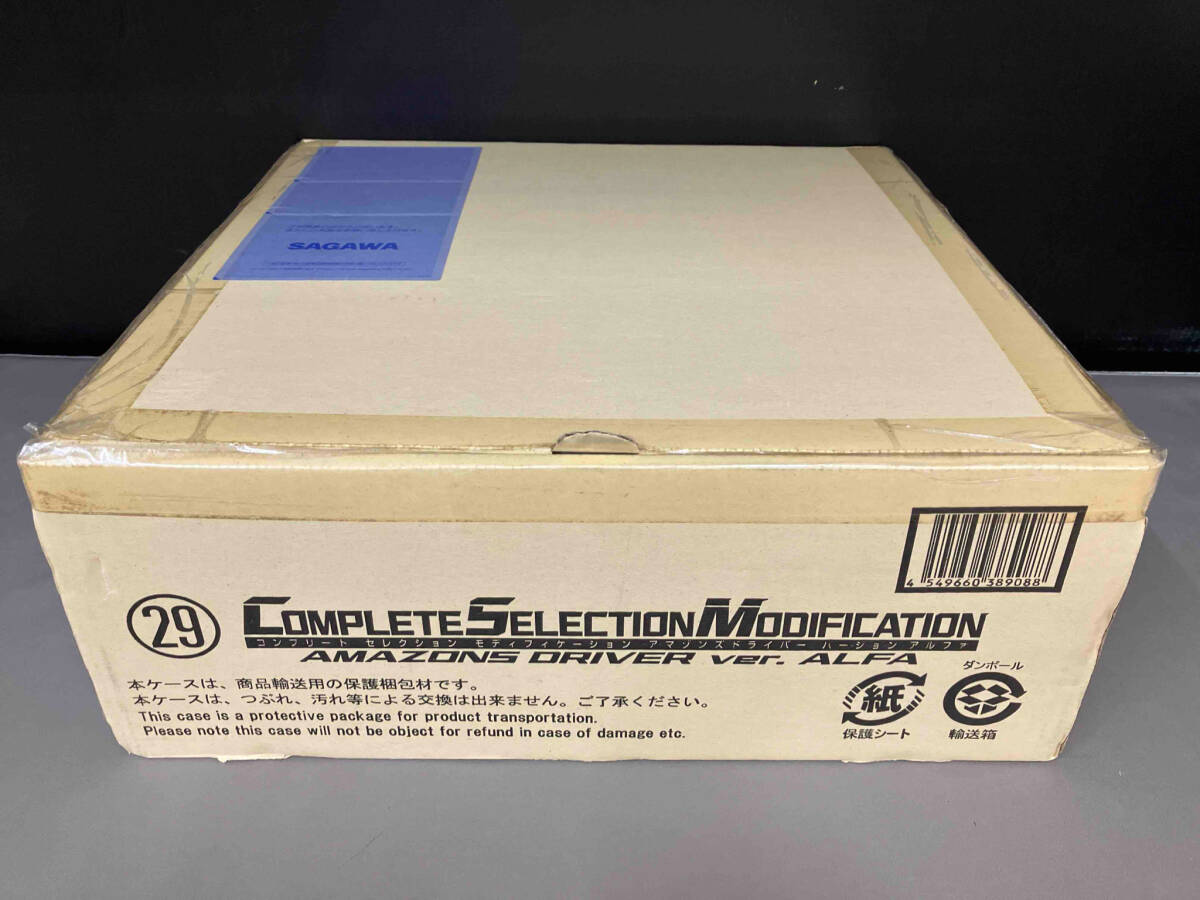 SAGAWA
4 549660 389088
29
COMPLETE SELECTION MODIFICATION
コンプリート セレクション モディフィケーション アマゾンズドライバー バージョン アルファ
AMAZONS DRIVER ver. ALFA
本ケースは、商品輸送用の保護梱包材です。
本ケースは、つぶれ、汚れ等による交換は出来ません。ご了承ください。
This case is a protective package for product transportation.
Please note this case will not be object for refund in case of damage etc.
紙
保護シート
ダンボール
輸送箱